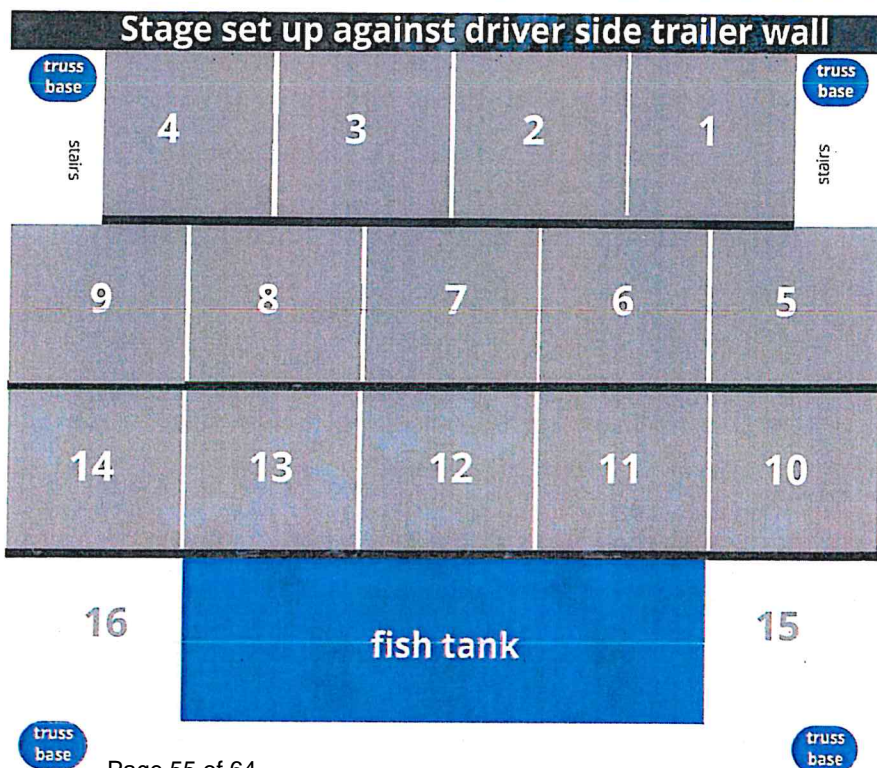 Stage set up against driver side trailer wall
truss
base
truss
base
stairs
4
3
2
1
stairs
9
8
7
6
5
14
13
12
11
10
16
fish tank
15
truss
base
truss
base
Page 55 of 64